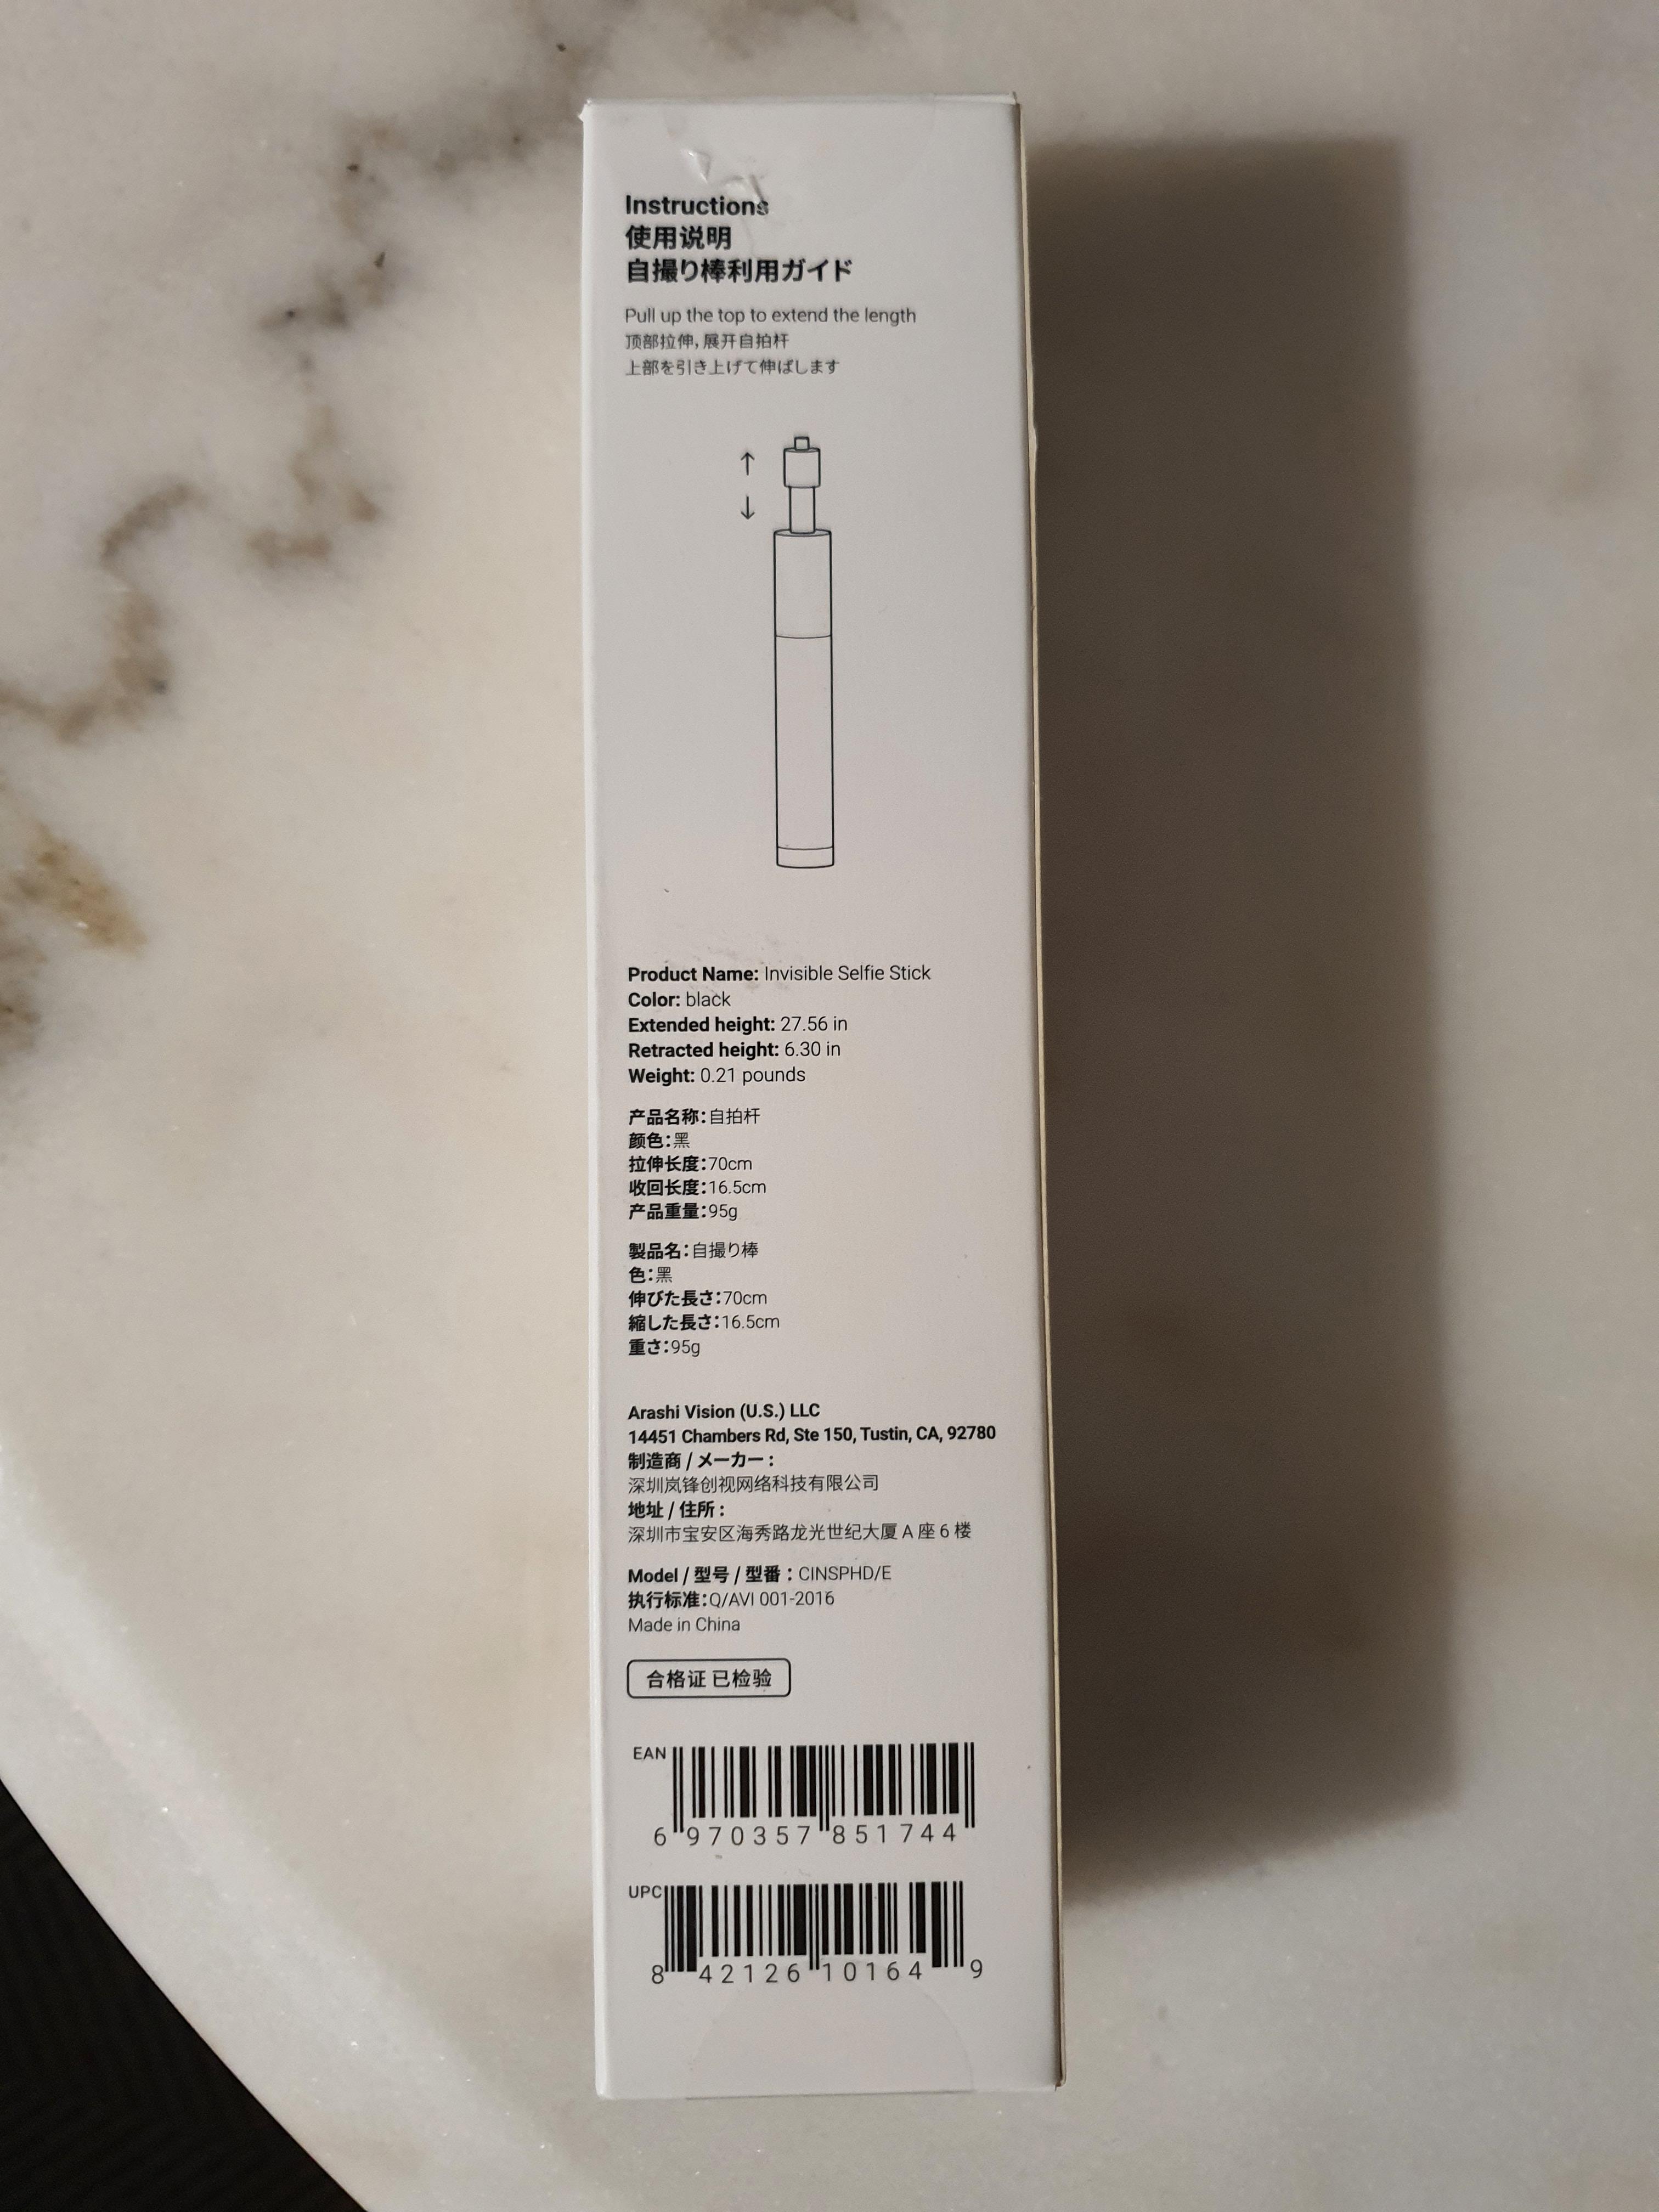 Instructions
使用说明
自撮り棒利用ガイド
Pull up the top to extend the length
顶部拉伸，展开自拍杆
上部を引き上げて伸ばします
Product Name: Invisible Selfie Stick
Color: black
Extended height: 27.56 in
Retracted height: 6.30 in
Weight: 0.21 pounds
产品名称：自拍杆
颜色：黑
拉伸长度：70cm
收回长度：16.5cm
产品重量：95g
製品名：自撮り棒
色：黑
伸びた長さ：70cm
縮した長さ：16.5cm
重さ：95g
Arashi Vision (U.S.) LLC
14451 Chambers Rd, Ste 150, Tustin, CA, 92780
制造商 / メーカー :
深圳岚锋创视网络科技有限公司
地址 / 住所 :
深圳市宝安区海秀路龙光世纪大厦 A 座 6 楼
Model / 型号 / 型番 : CINSPHD/E
执行标准：Q/AVI 001-2016
Made in China
合格证 已检验
EAN
6 970357 851744
UPC
8 42126 10164 9